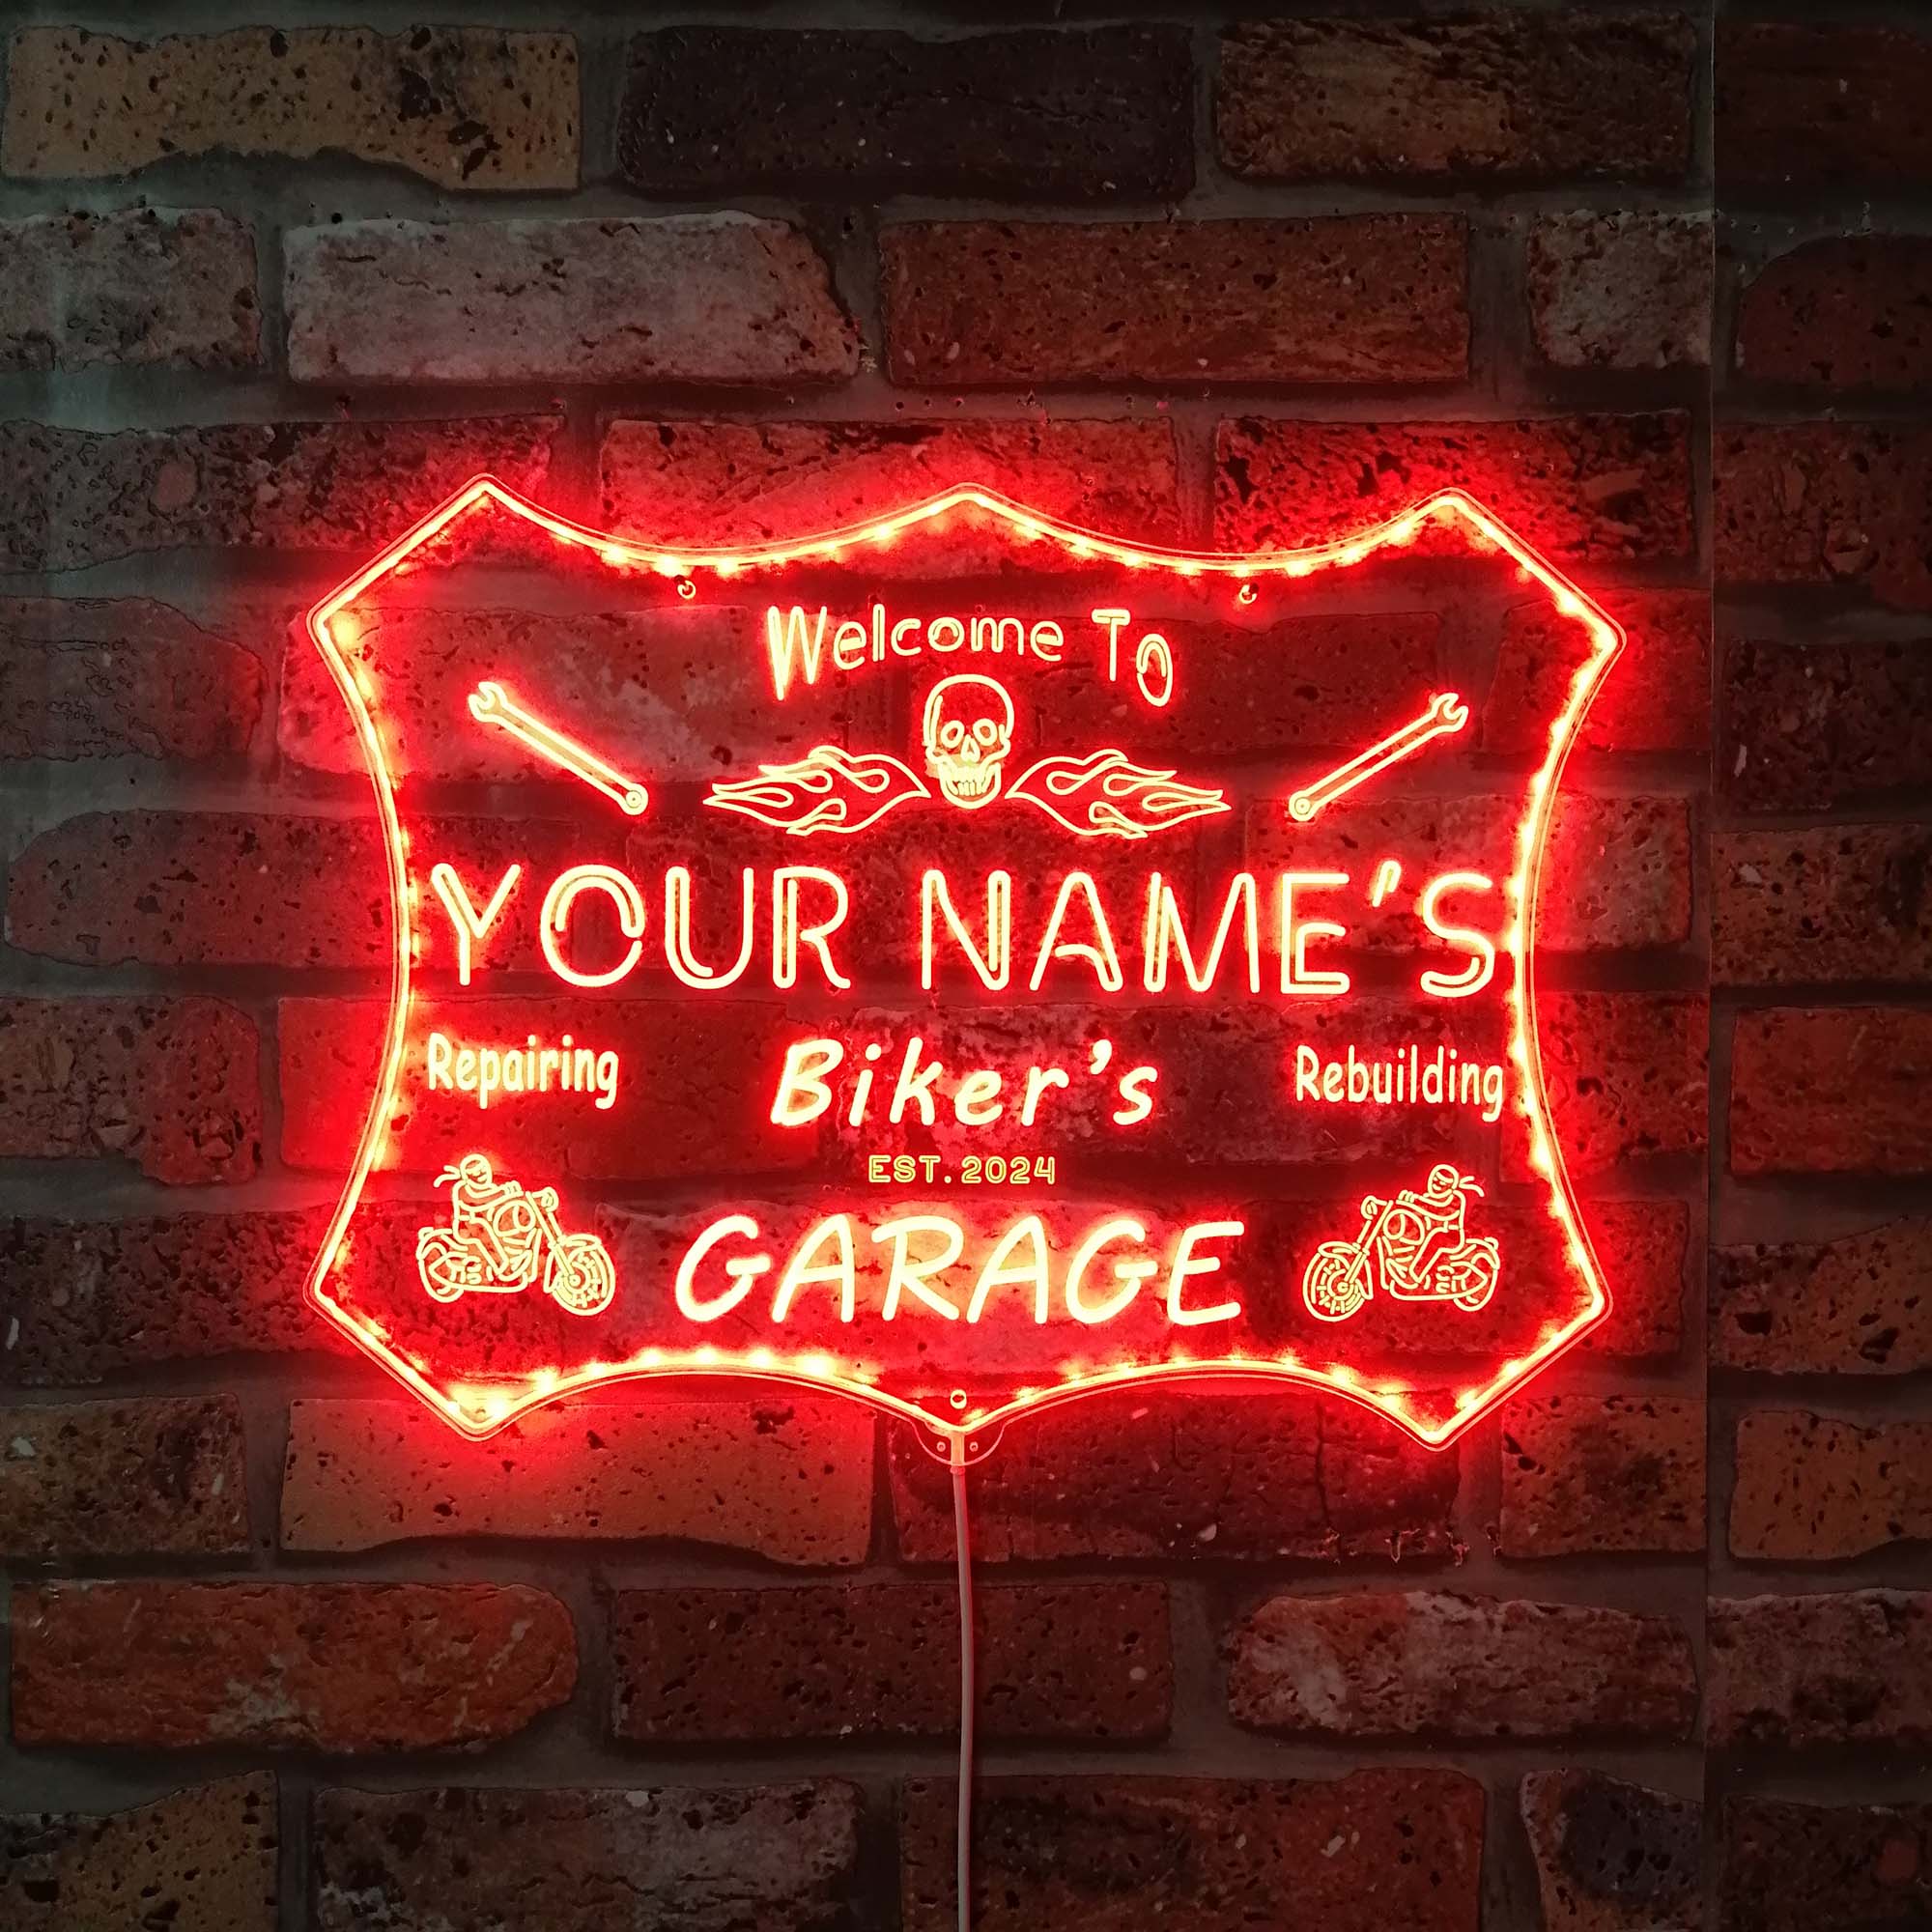 Welcome To
YOUR NAME'S
Repairing Biker's Rebuilding
EST.2024
GARAGE